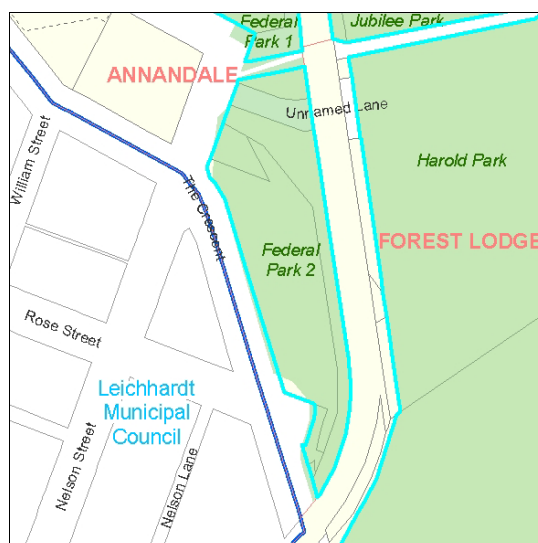 Federal
Park 1
Jubilee Park
ANNANDALE
Unnamed Lane
William Street
Harold Park
The Crescent
FOREST LODGE
Federal
Park 2
Rose Street
Leichhardt
Municipal
Council
Nelson Street
Nelson Lane